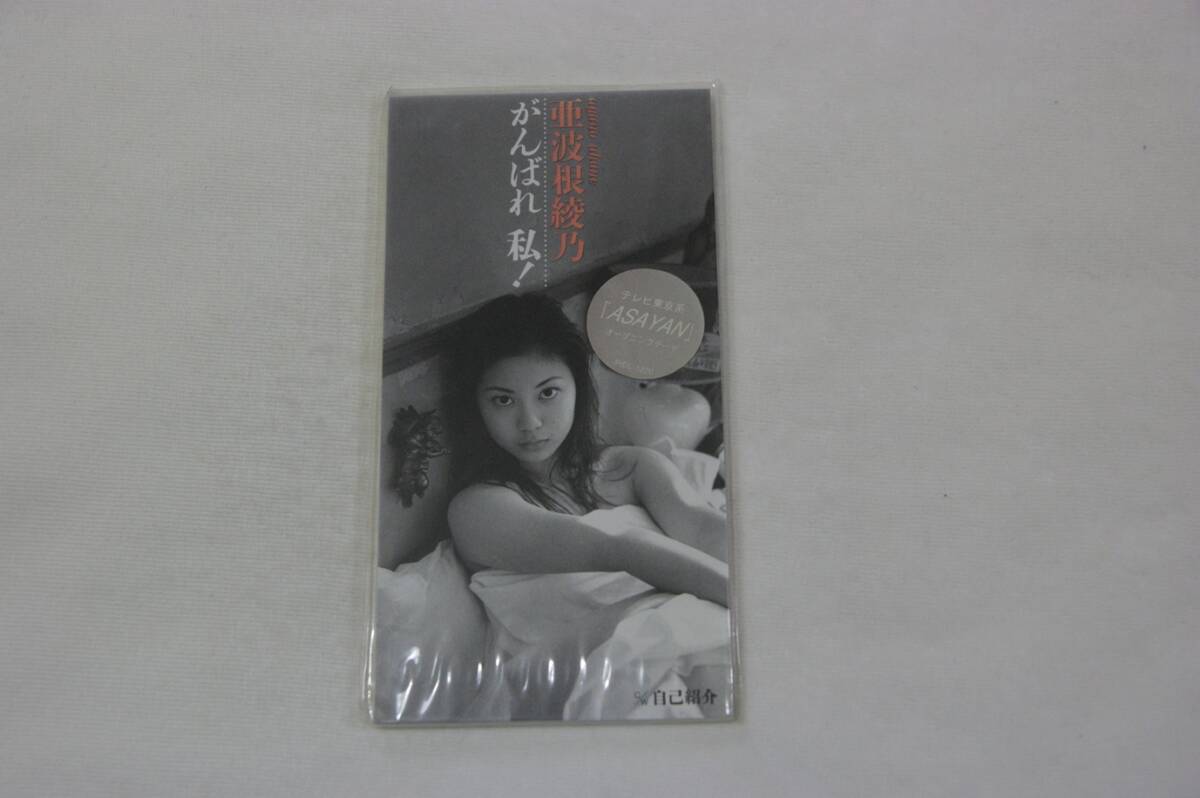 亜波根綾乃
がんばれ 私!
テレビ東京系
「ASAYAN」
オープニングテーマ
c/w 自己紹介